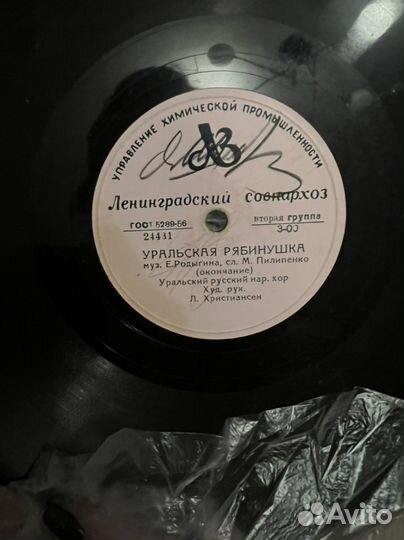 УПРАВЛЕНИЕ ХИМИЧЕСКОЙ ПРОМЫШЛЕННОСТИ
Ленинградский совнархоз
ГОСТ 5289-56
24431
вторая группа
3-00
УРАЛЬСКАЯ РЯБИНУШКА
муз. Е.Родыгина, сл. М. Пилипенко
(окончание)
Уральский русский нар. хор
Худ. рук.
Л. Христиансен
Avito